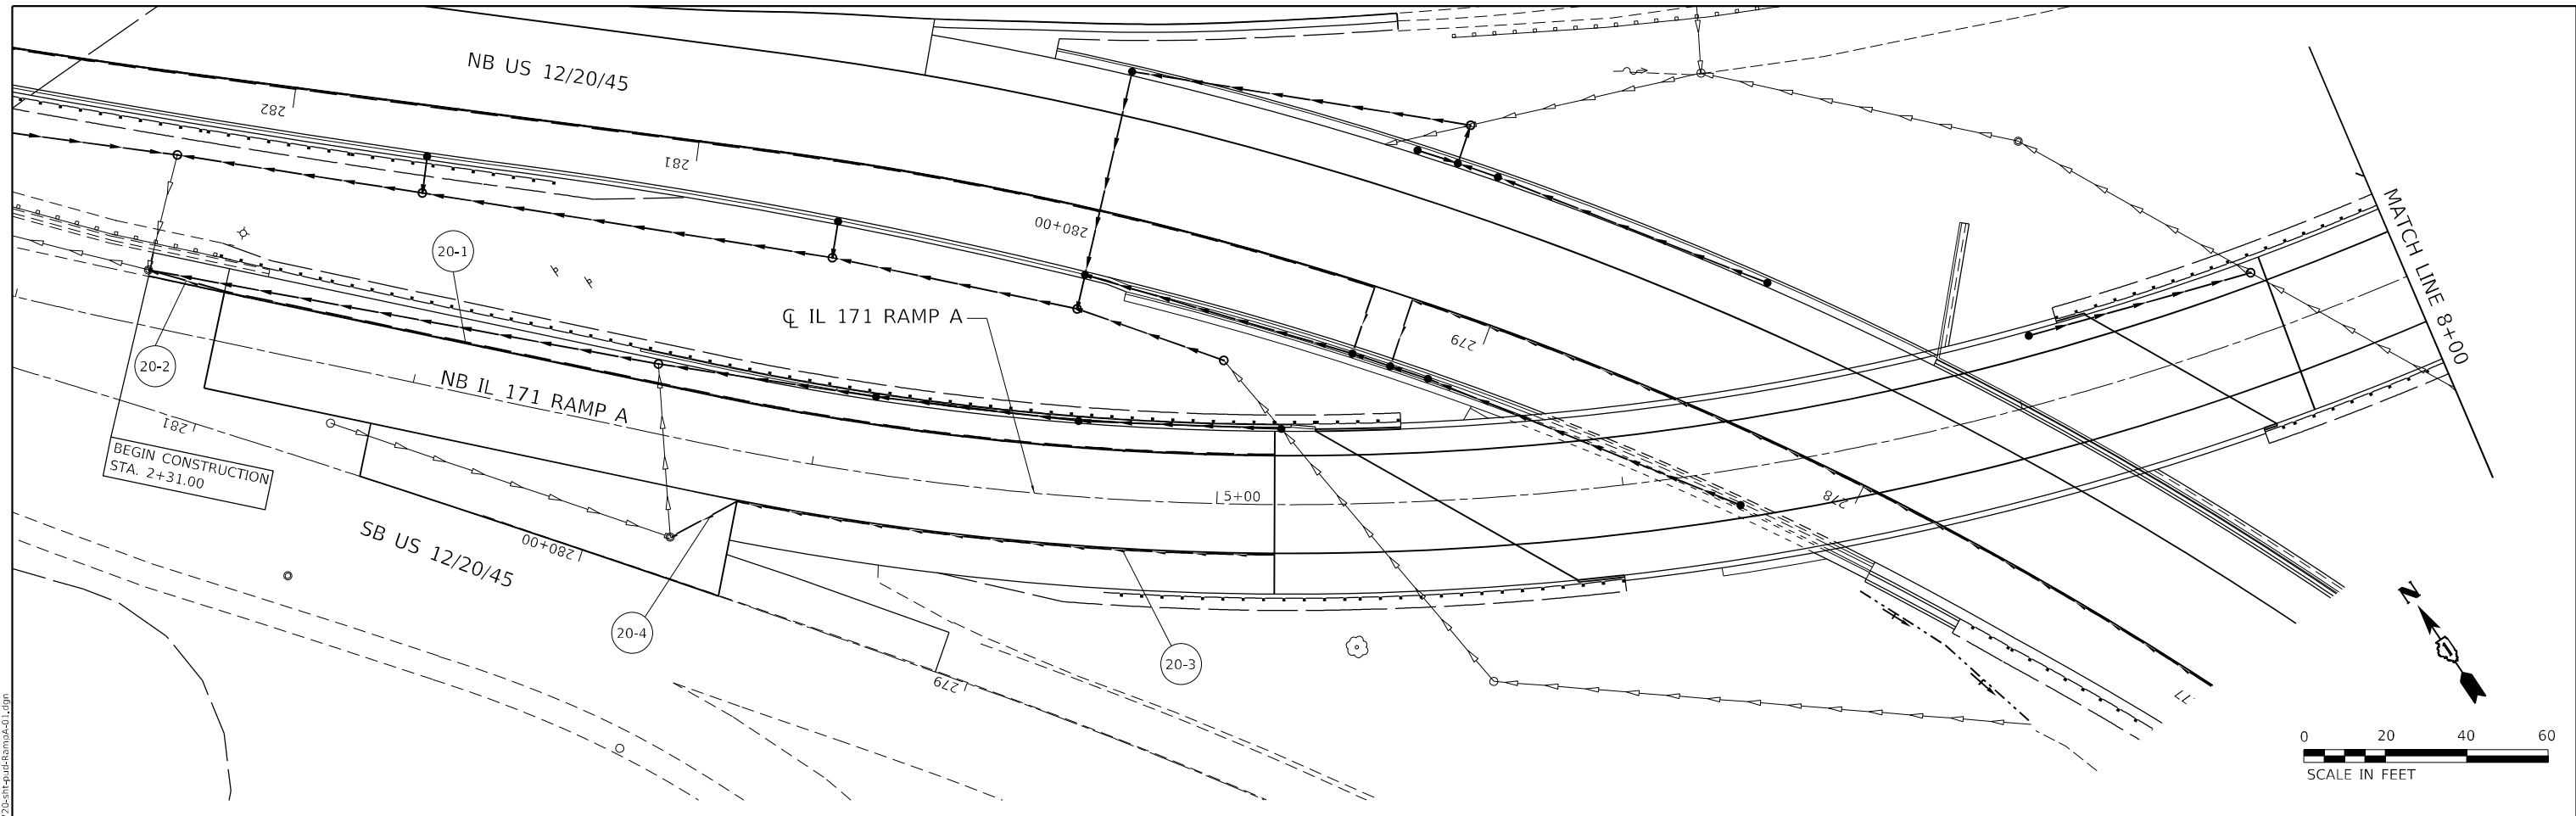 NB US 12/20/45
282
281
280+00
20-1
℄ IL 171 RAMP A
279
MATCH LINE 8+00
20-2
NB IL 171 RAMP A
281
BEGIN CONSTRUCTION
STA. 2+31.00
5+00
278
280+00
SB US 12/20/45
20-4
20-3
279
N
0 20 40 60
SCALE IN FEET